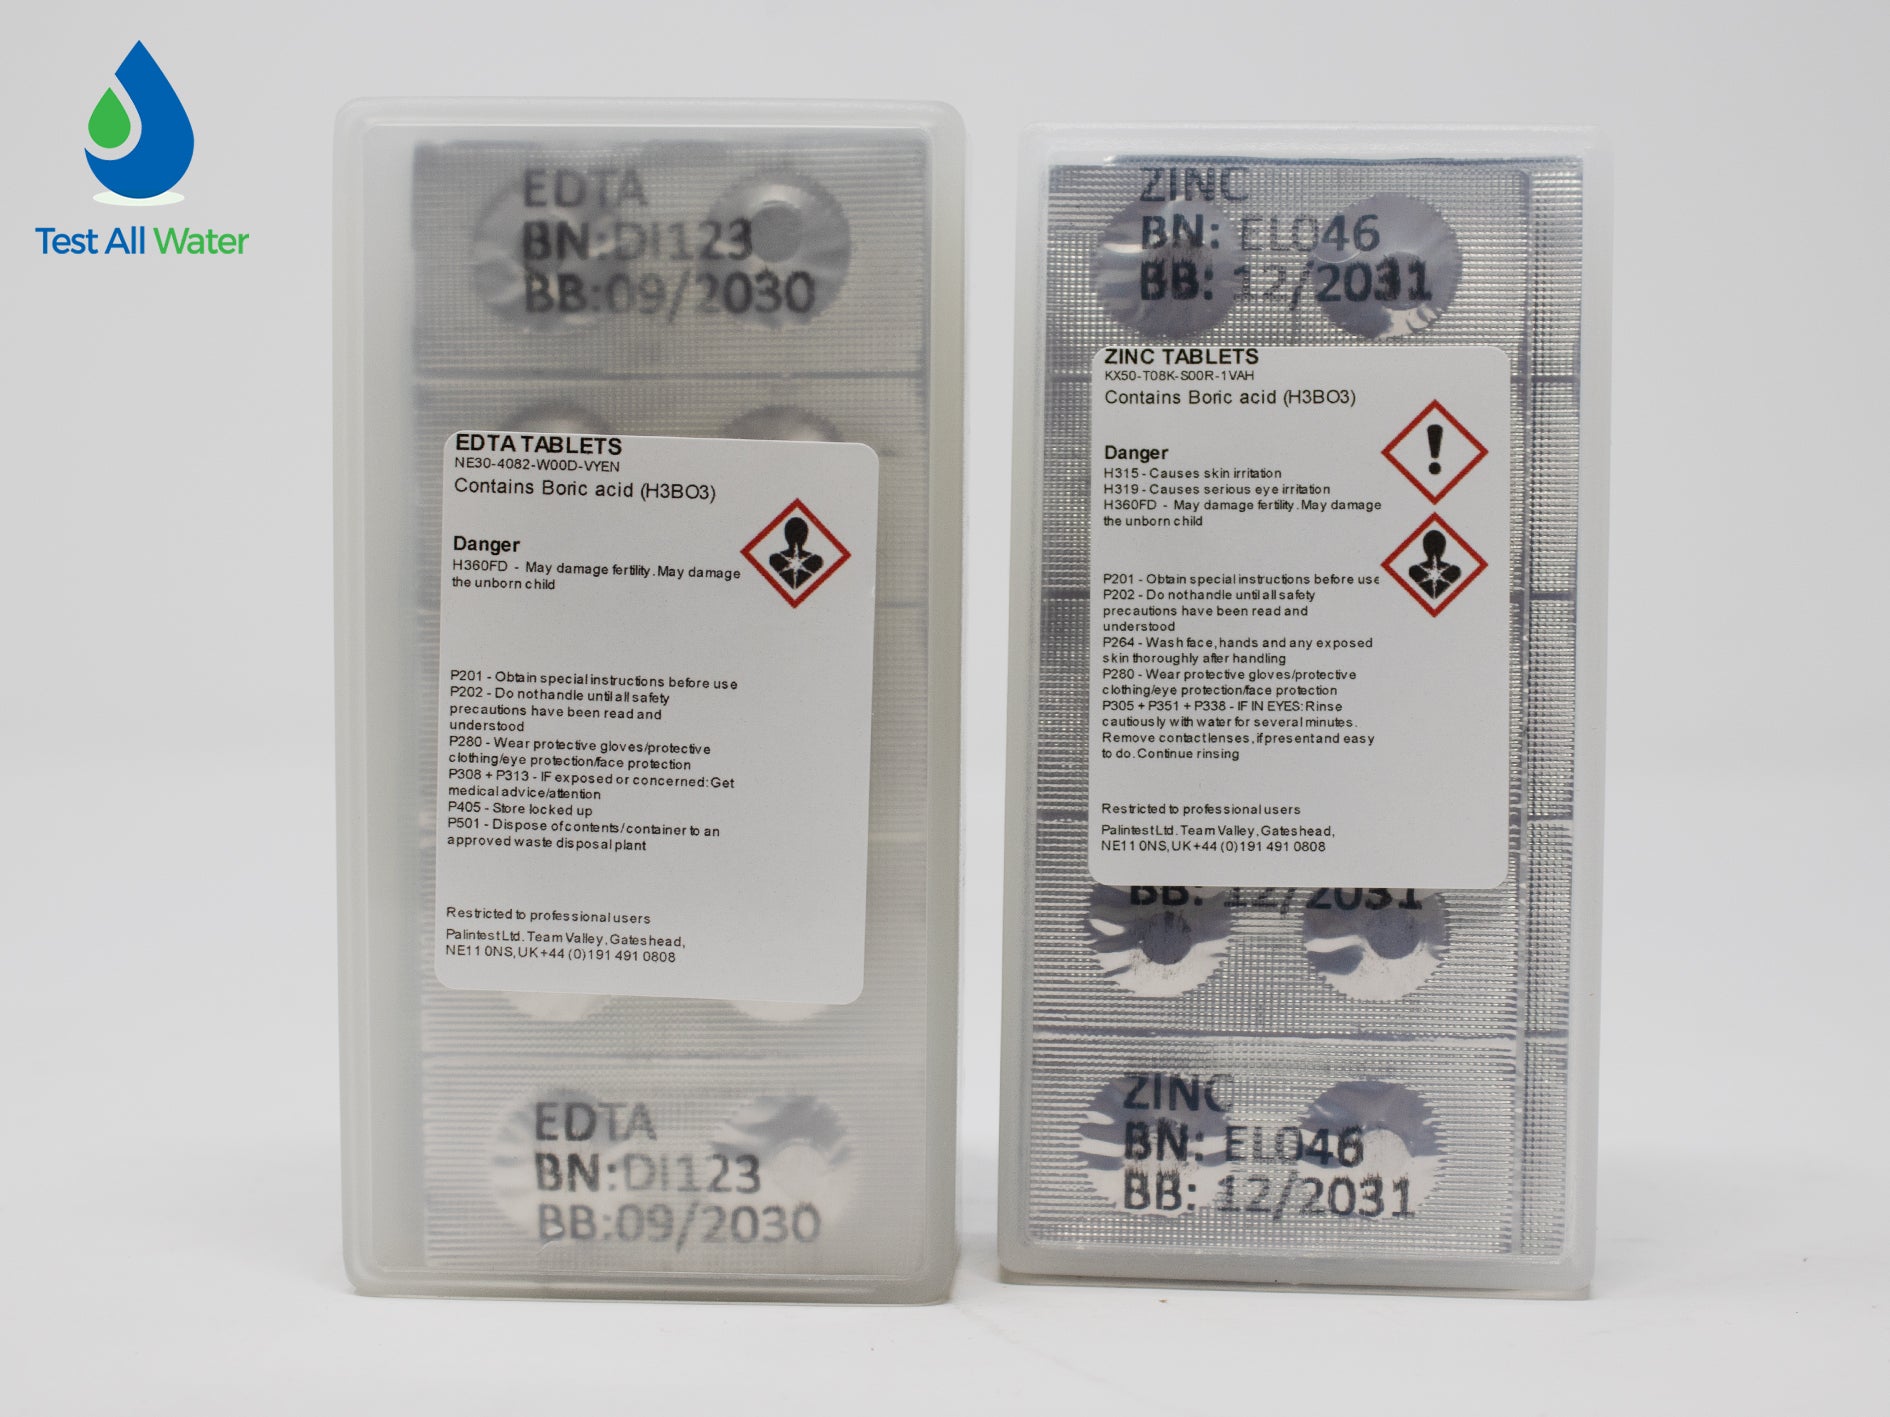 Test All Water
EDTA
BN:DI123
BB:09/2030
EDTA TABLETS
NE30-4082-W00D-VYEN
Contains Boric acid (H3BO3)
Danger
H360FD - May damage fertility. May damage
the unborn child
P201 - Obtain special instructions before use
P202 - Do not handle until all safety
precautions have been read and
understood
P280 - Wear protective gloves/protective
clothing/eye protection/face protection
P308 + P313 - IF exposed or concerned: Get
medical advice/attention
P405 - Store locked up
P501 - Dispose of contents/container to an
approved waste disposal plant
Restricted to professional users
Palintest Ltd. Team Valley, Gateshead,
NE11 0NS, UK +44 (0)191 491 0808
EDTA
BN:DI123
BB:09/2030
ZINC
BN: EL046
BB: 12/2031
ZINC TABLETS
KX50-T08K-S00R-1VAH
Contains Boric acid (H3BO3)
Danger
H315 - Causes skin irritation
H319 - Causes serious eye irritation
H360FD - May damage fertility. May damage
the unborn child
P201 - Obtain special instructions before use
P202 - Do not handle until all safety
precautions have been read and
understood
P264 - Wash face, hands and any exposed
skin thoroughly after handling
P280 - Wear protective gloves/protective
clothing/eye protection/face protection
P305 + P351 + P338 - IF IN EYES: Rinse
cautiously with water for several minutes.
Remove contact lenses, if present and easy
to do. Continue rinsing
Restricted to professional users
Palintest Ltd. Team Valley, Gateshead,
NE11 0NS, UK +44 (0)191 491 0808
BB: 12/2031
ZINC
BN: EL046
BB: 12/2031